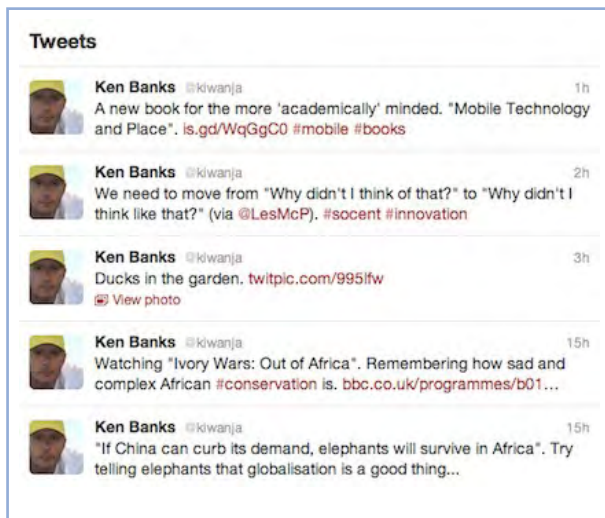 Tweets
Ken Banks @kiwanja 1h
A new book for the more 'academically' minded. "Mobile Technology
and Place". is.gd/WqGgC0 #mobile #books
Ken Banks @kiwanja 2h
We need to move from "Why didn't I think of that?" to "Why didn't I
think like that?" (via @LesMcP). #socent #innovation
Ken Banks @kiwanja 3h
Ducks in the garden. twitpic.com/995lfw
View photo
Ken Banks @kiwanja 15h
Watching "Ivory Wars: Out of Africa". Remembering how sad and
complex African #conservation is. bbc.co.uk/programmes/b01...
Ken Banks @kiwanja 15h
"If China can curb its demand, elephants will survive in Africa". Try
telling elephants that globalisation is a good thing...